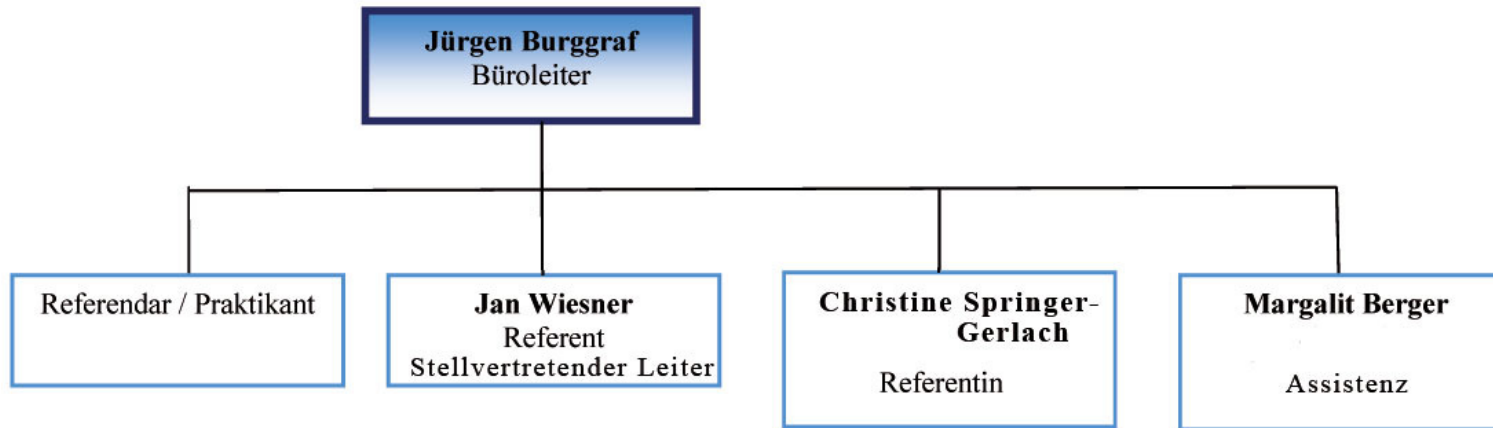 Jürgen Burggraf
Büroleiter
Referendar / Praktikant
Jan Wiesner
Referent
Stellvertretender Leiter
Christine Springer-
Gerlach
Referentin
Margalit Berger
Assistenz